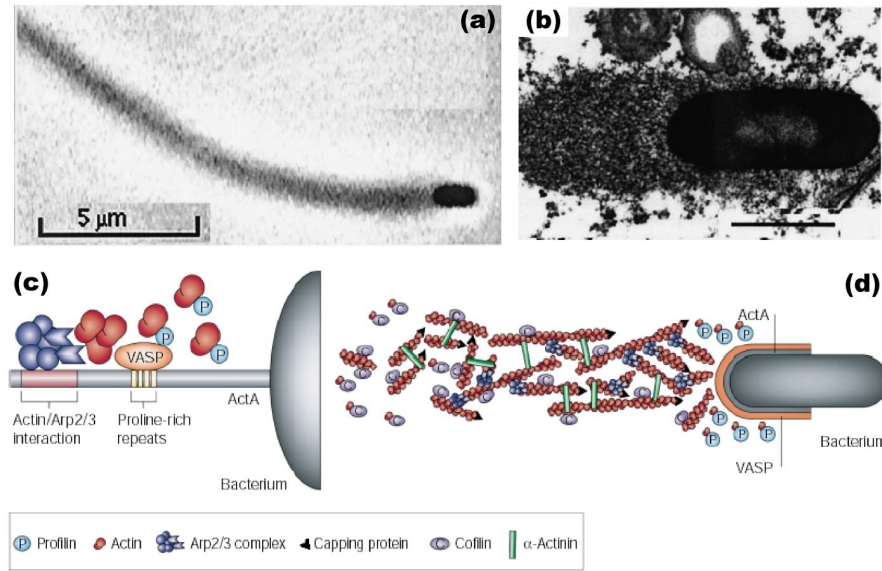 (a)
5 μm
(b)
(c)
P
P
P
VASP
ActA
Actin/Arp2/3
interaction
Proline-rich
repeats
Bacterium
(d)
C
C
C
C
C
C
C
C
C
C
C
C
C
C
P
P
P
P
P
P
P
ActA
Bacterium
VASP
P Profilin
Actin
Arp2/3 complex
Capping protein
C Cofilin
α-Actinin